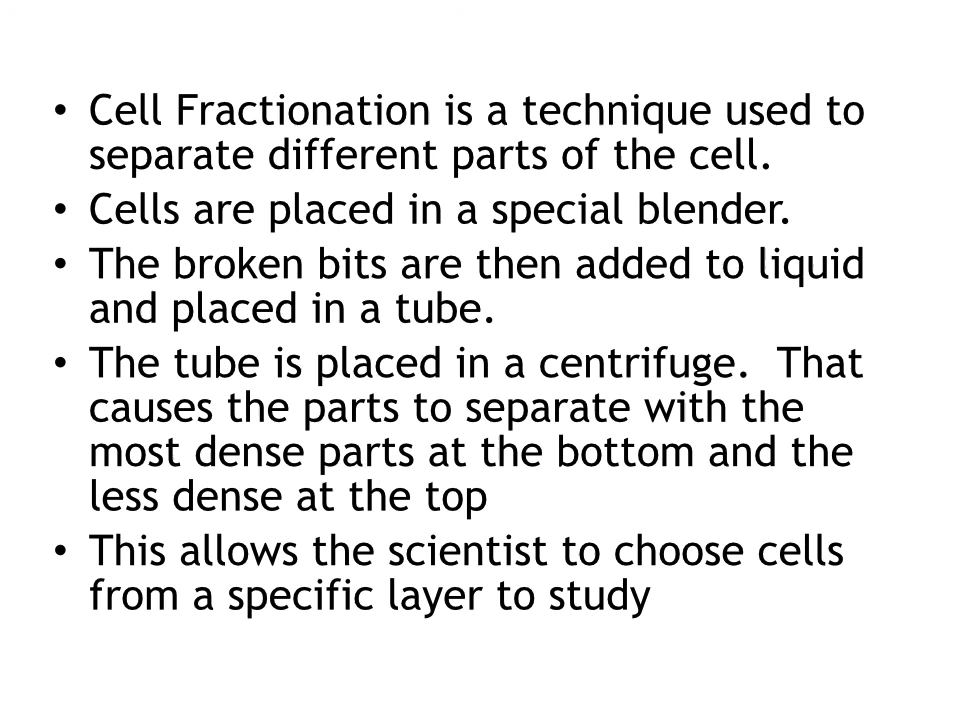 • Cell Fractionation is a technique used to
separate different parts of the cell.
• Cells are placed in a special blender.
• The broken bits are then added to liquid
and placed in a tube.
• The tube is placed in a centrifuge.  That
causes the parts to separate with the
most dense parts at the bottom and the
less dense at the top
• This allows the scientist to choose cells
from a specific layer to study